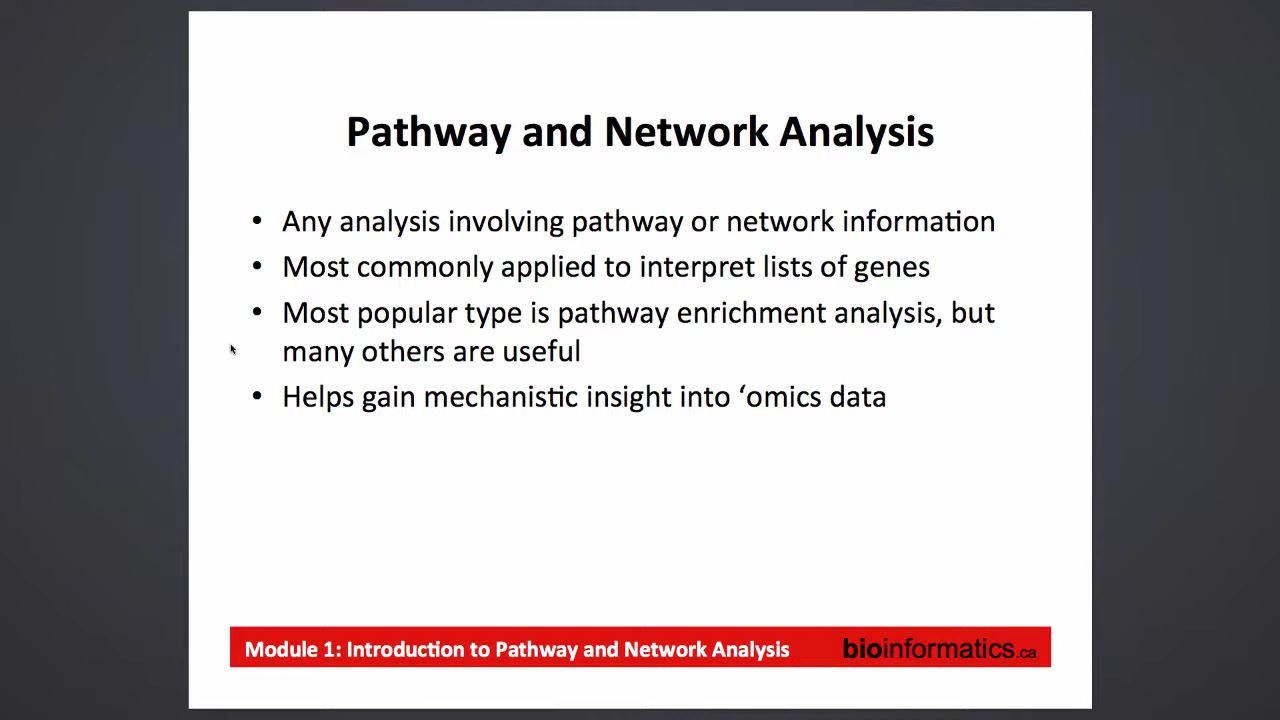 Pathway and Network Analysis
• Any analysis involving pathway or network information
• Most commonly applied to interpret lists of genes
• Most popular type is pathway enrichment analysis, but
many others are useful
• Helps gain mechanistic insight into ‘omics data
Module 1: Introduction to Pathway and Network Analysis bioinformatics.ca